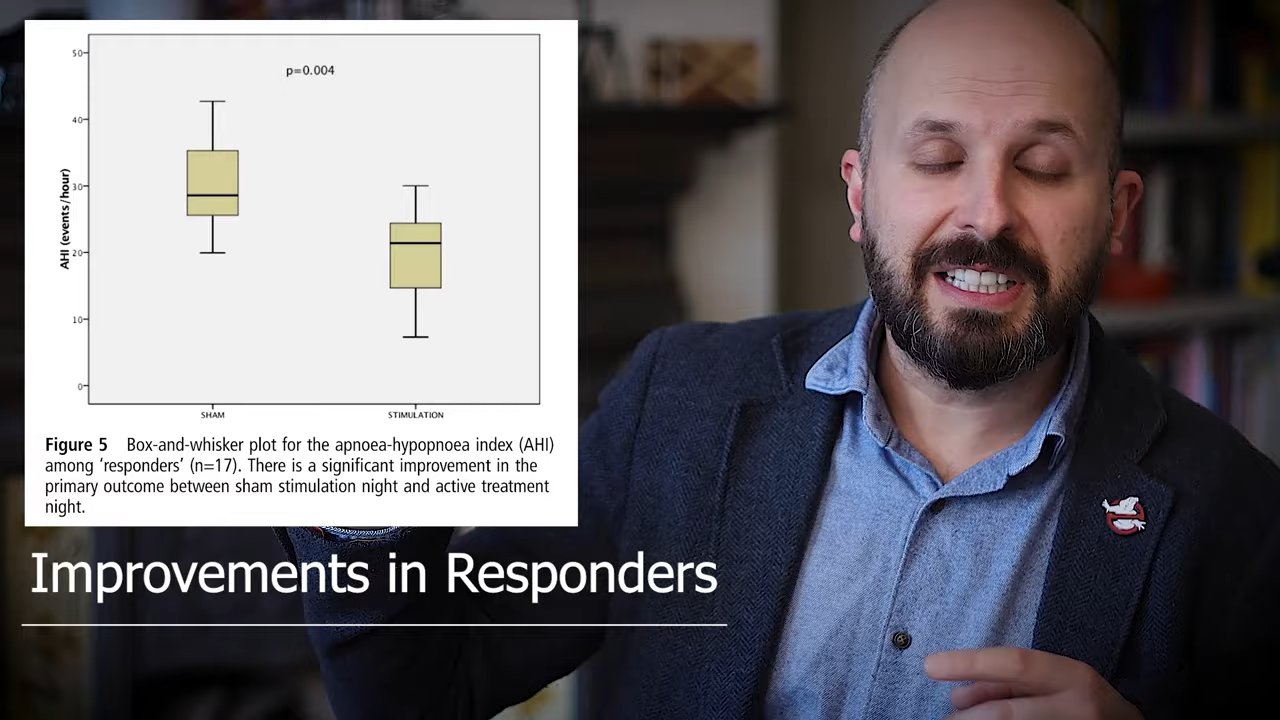 50
p=0.004
40
30
20
10
0
AHI (events/hour)
SHAM STIMULATION
Figure 5 Box-and-whisker plot for the apnoea-hypopnoea index (AHI)
among ‘responders’ (n=17). There is a significant improvement in the
primary outcome between sham stimulation night and active treatment
night.
Improvements in Responders